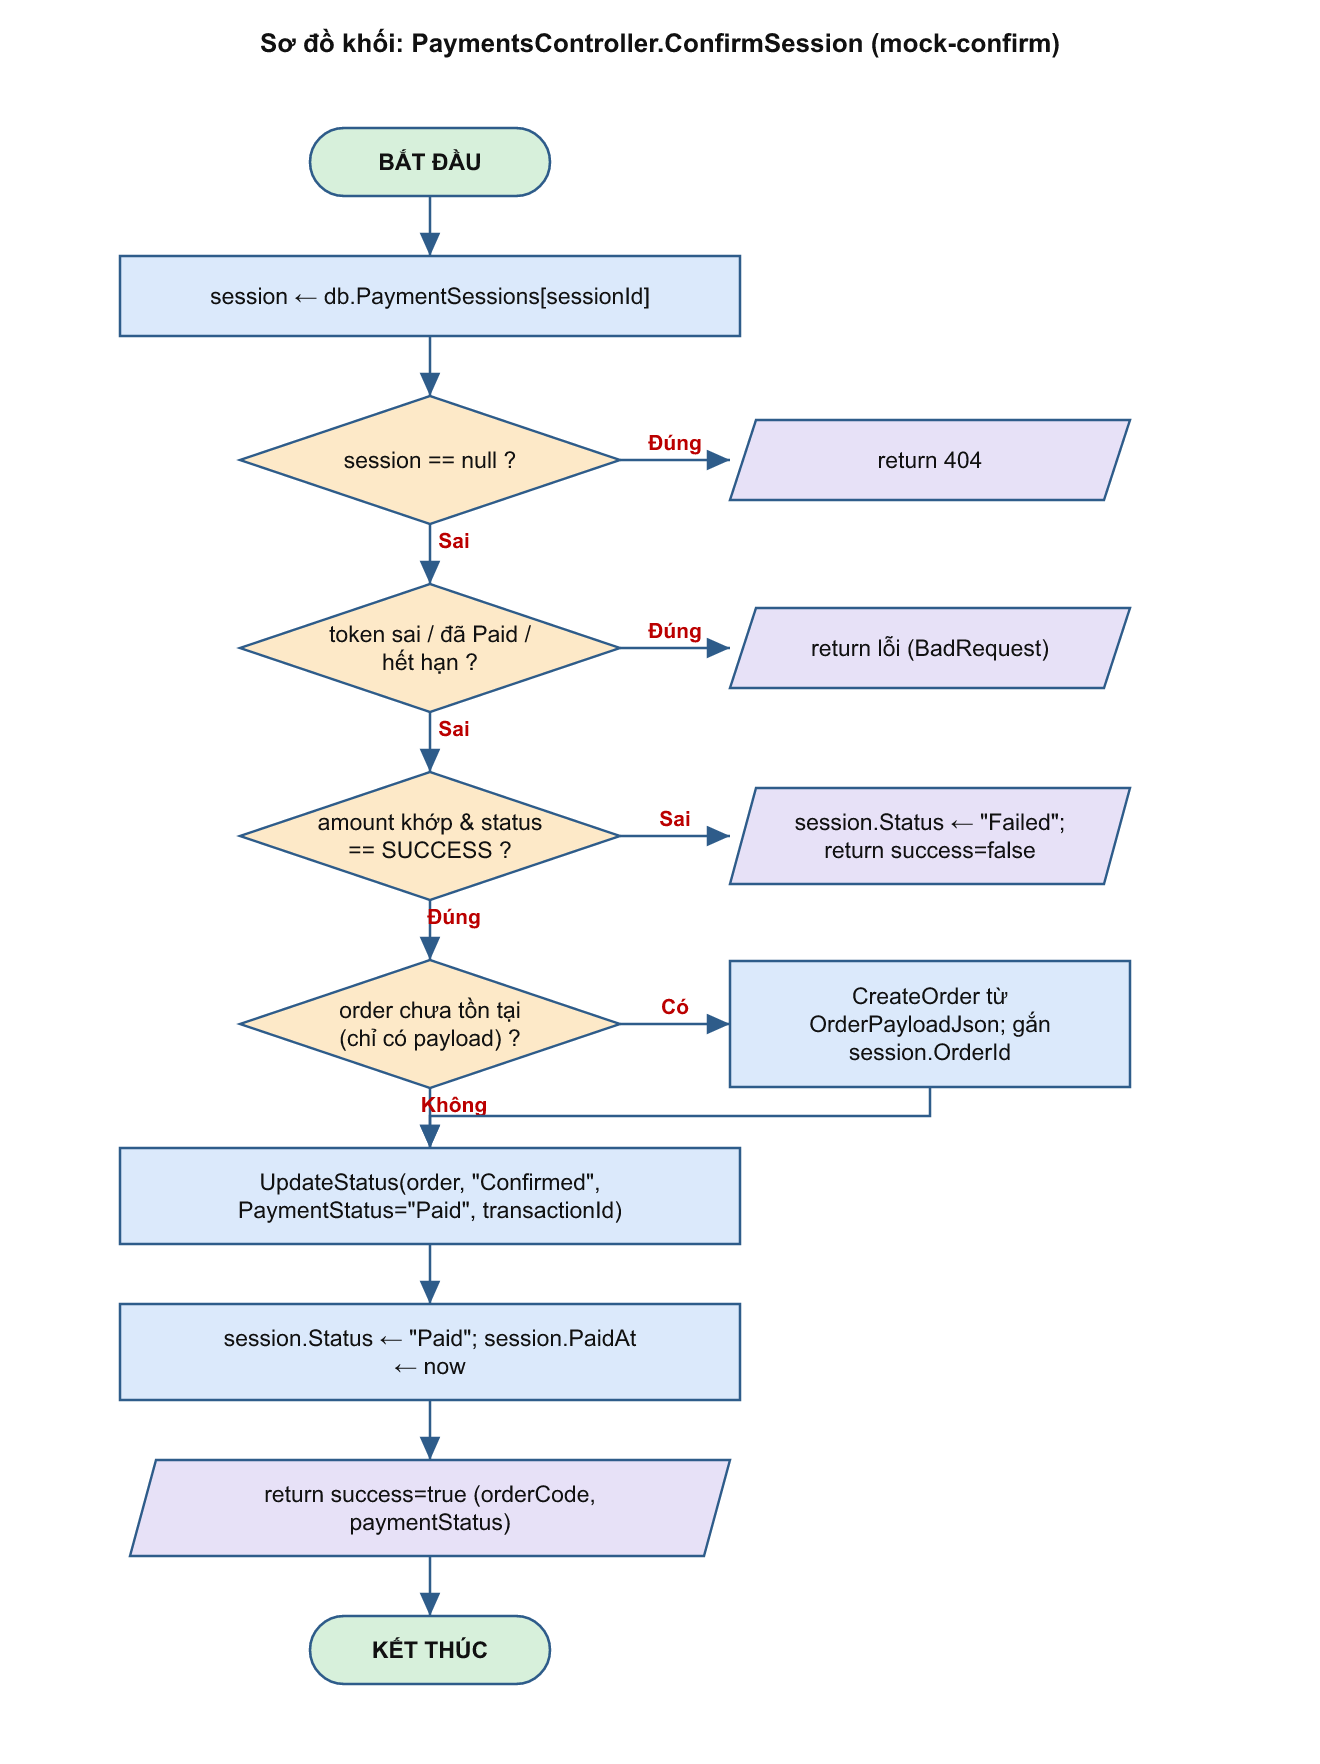 Sơ đồ khối: PaymentsController.ConfirmSession (mock-confirm)
BẮT ĐẦU
session ← db.PaymentSessions[sessionId]
session == null ?
Đúng
return 404
Sai
token sai / đã Paid /
hết hạn ?
Đúng
return lỗi (BadRequest)
Sai
amount khớp & status
== SUCCESS ?
Sai
session.Status ← "Failed";
return success=false
Đúng
order chưa tồn tại
(chỉ có payload) ?
Có
CreateOrder từ
OrderPayloadJson; gắn
session.OrderId
Không
UpdateStatus(order, "Confirmed",
PaymentStatus="Paid", transactionId)
session.Status ← "Paid"; session.PaidAt
← now
return success=true (orderCode,
paymentStatus)
KẾT THÚC